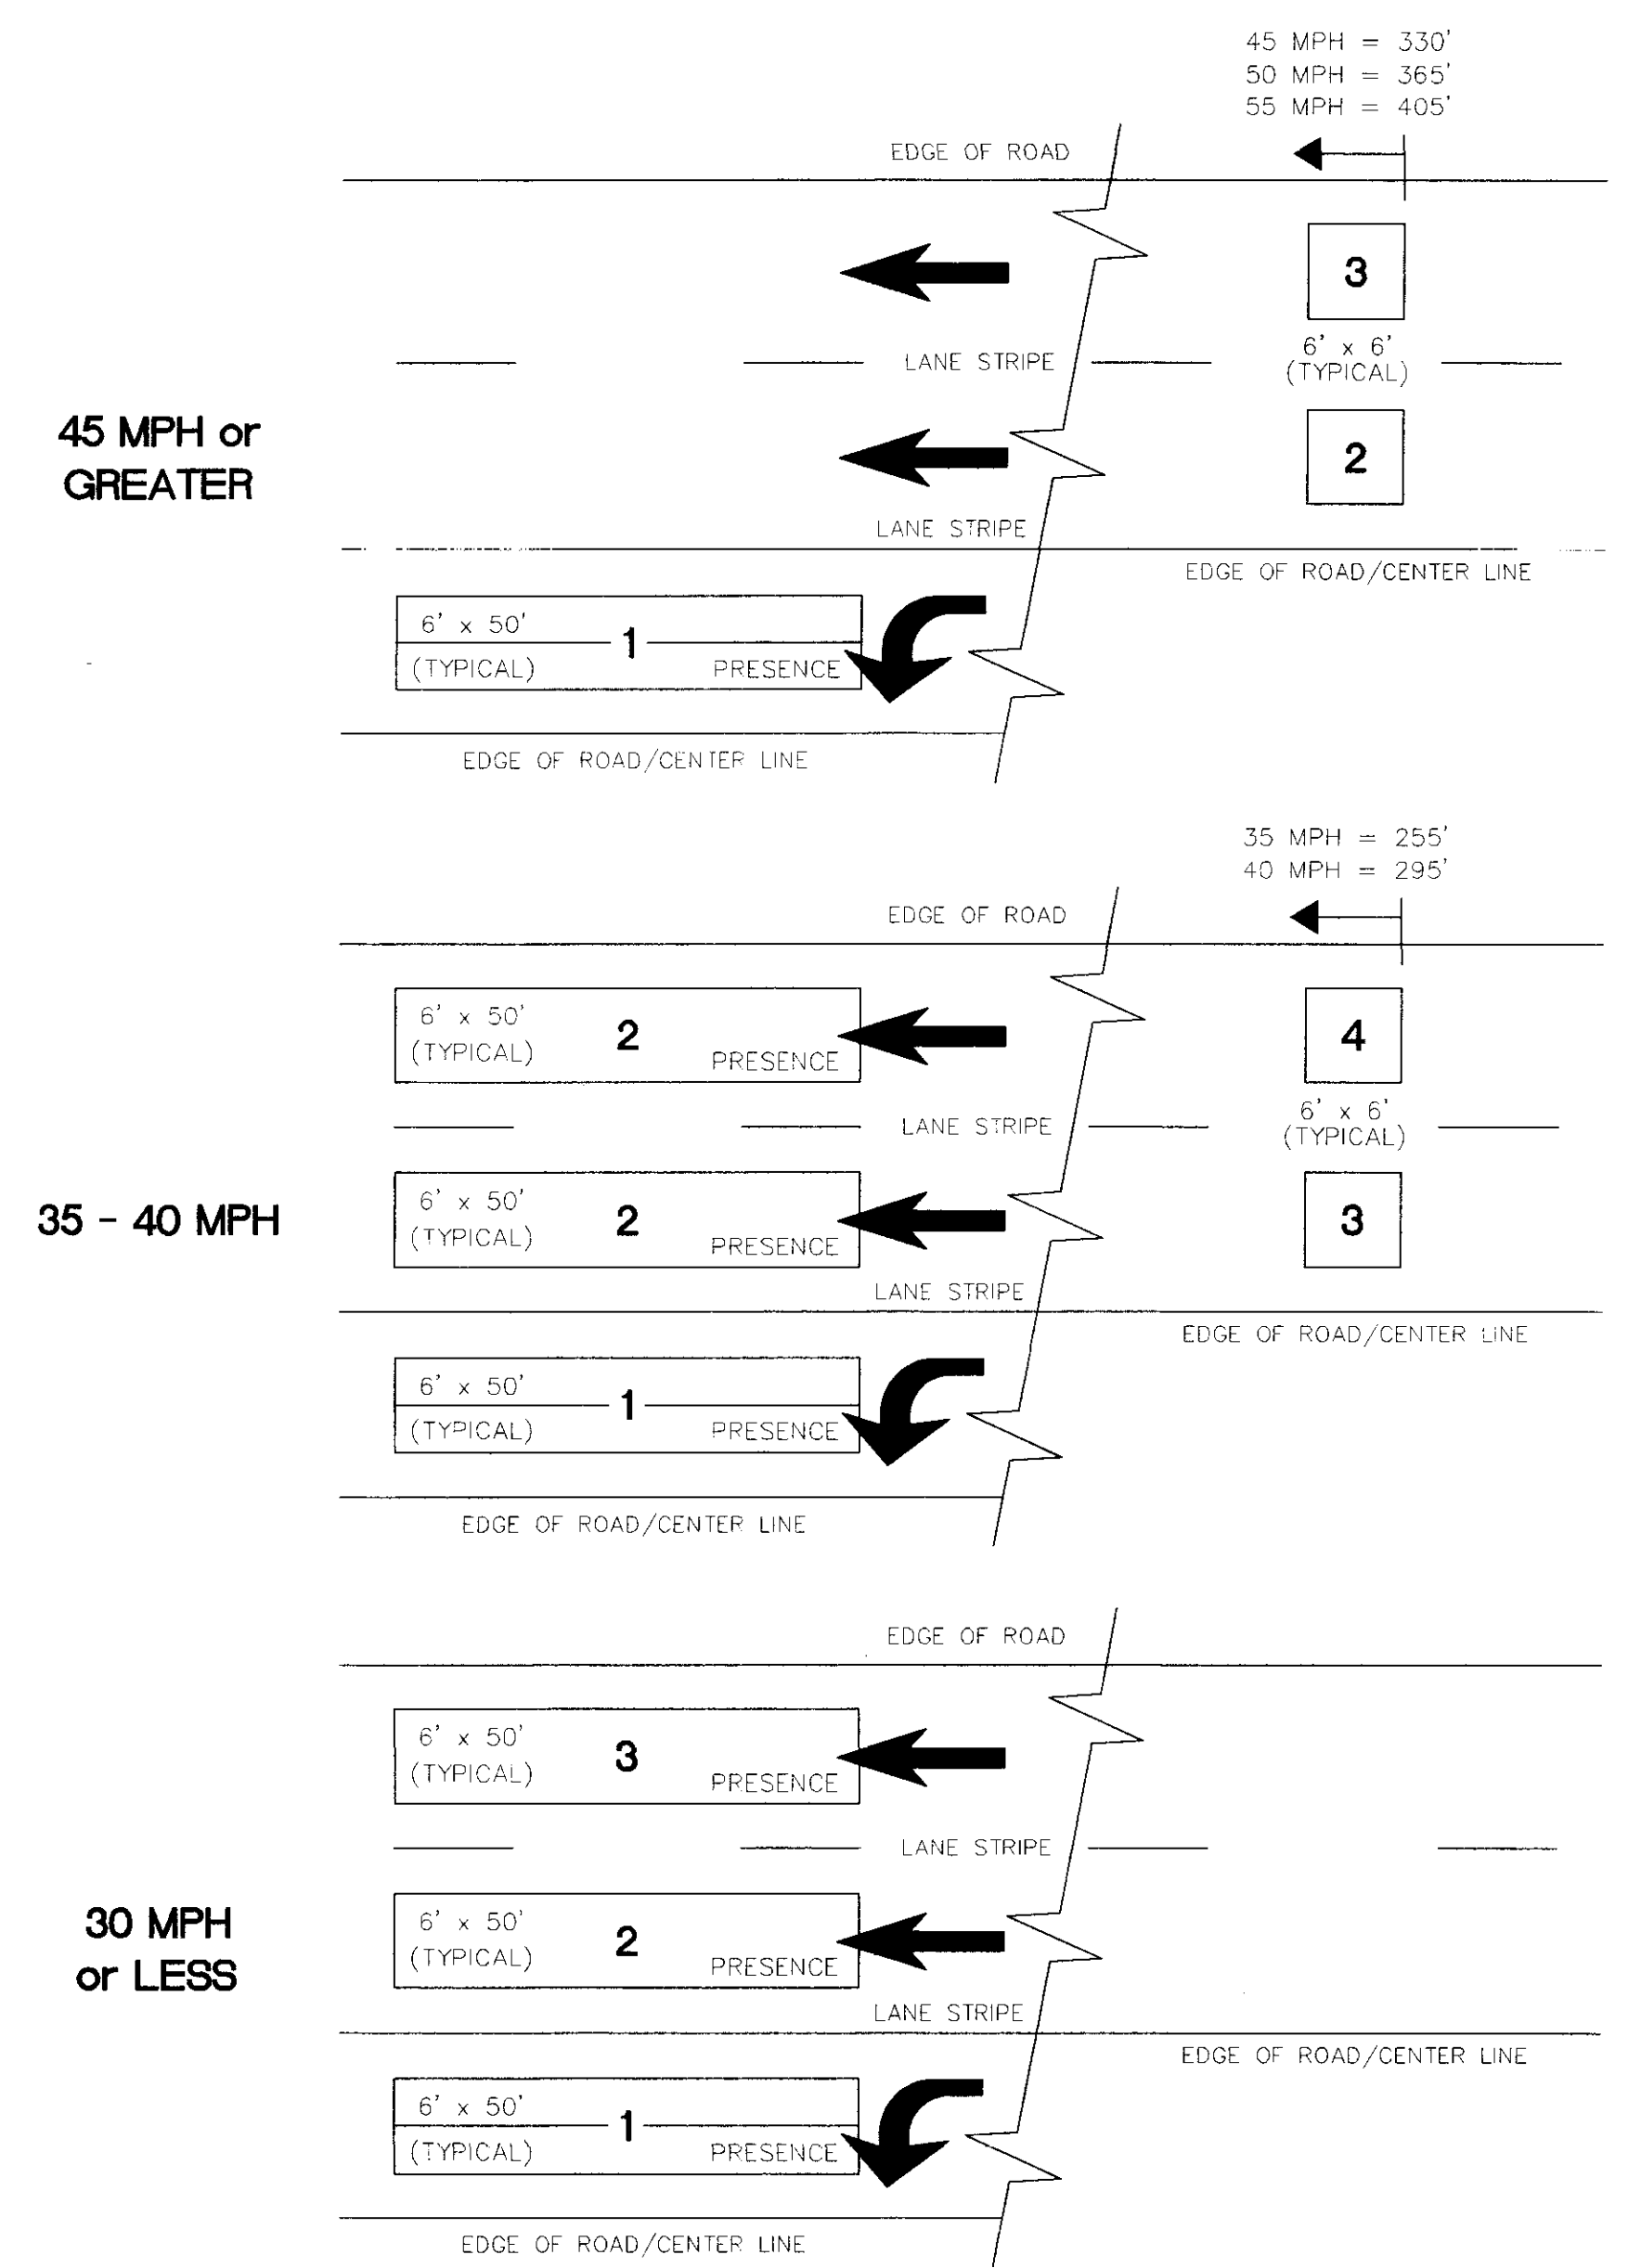 45 MPH = 330'
50 MPH = 365'
55 MPH = 405'
EDGE OF ROAD
3
LANE STRIPE
6' x 6'
(TYPICAL)
45 MPH or
GREATER
2
LANE STRIPE
EDGE OF ROAD/CENTER LINE
6' x 50'
1
(TYPICAL)
PRESENCE
EDGE OF ROAD/CENTER LINE
35 MPH = 255'
40 MPH = 295'
EDGE OF ROAD
6' x 50'
(TYPICAL)
2
PRESENCE
4
LANE STRIPE
6' x 6'
(TYPICAL)
35 - 40 MPH
6' x 50'
(TYPICAL)
2
PRESENCE
3
LANE STRIPE
EDGE OF ROAD/CENTER LINE
6' x 50'
1
(TYPICAL)
PRESENCE
EDGE OF ROAD/CENTER LINE
EDGE OF ROAD
6' x 50'
(TYPICAL)
3
PRESENCE
LANE STRIPE
30 MPH
or LESS
6' x 50'
(TYPICAL)
2
PRESENCE
LANE STRIPE
EDGE OF ROAD/CENTER LINE
6' x 50'
1
(TYPICAL)
PRESENCE
EDGE OF ROAD/CENTER LINE